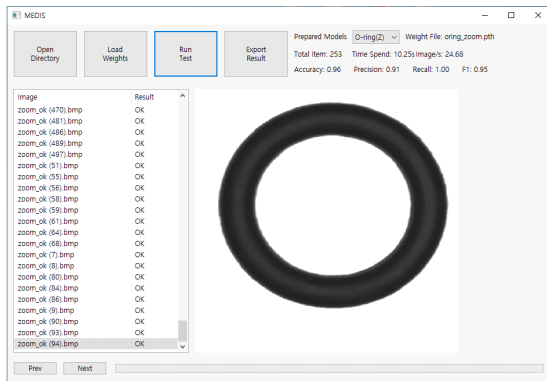 MEDIS
Open Directory
Load Weights
Run Test
Export Result
Prepared Models O-ring(Z) Weight File: oring_zoom.pth
Total Item: 253 Time Spend: 10.25s Image/s: 24.68
Accuracy: 0.96 Precision: 0.91 Recall: 1.00 F1: 0.95
Image Result
zoom_ok (470).bmp OK
zoom_ok (481).bmp OK
zoom_ok (486).bmp OK
zoom_ok (489).bmp OK
zoom_ok (497).bmp OK
zoom_ok (51).bmp OK
zoom_ok (55).bmp OK
zoom_ok (56).bmp OK
zoom_ok (58).bmp OK
zoom_ok (59).bmp OK
zoom_ok (61).bmp OK
zoom_ok (64).bmp OK
zoom_ok (68).bmp OK
zoom_ok (7).bmp OK
zoom_ok (8).bmp OK
zoom_ok (80).bmp OK
zoom_ok (84).bmp OK
zoom_ok (86).bmp OK
zoom_ok (9).bmp OK
zoom_ok (90).bmp OK
zoom_ok (93).bmp OK
zoom_ok (94).bmp OK
Prev Next